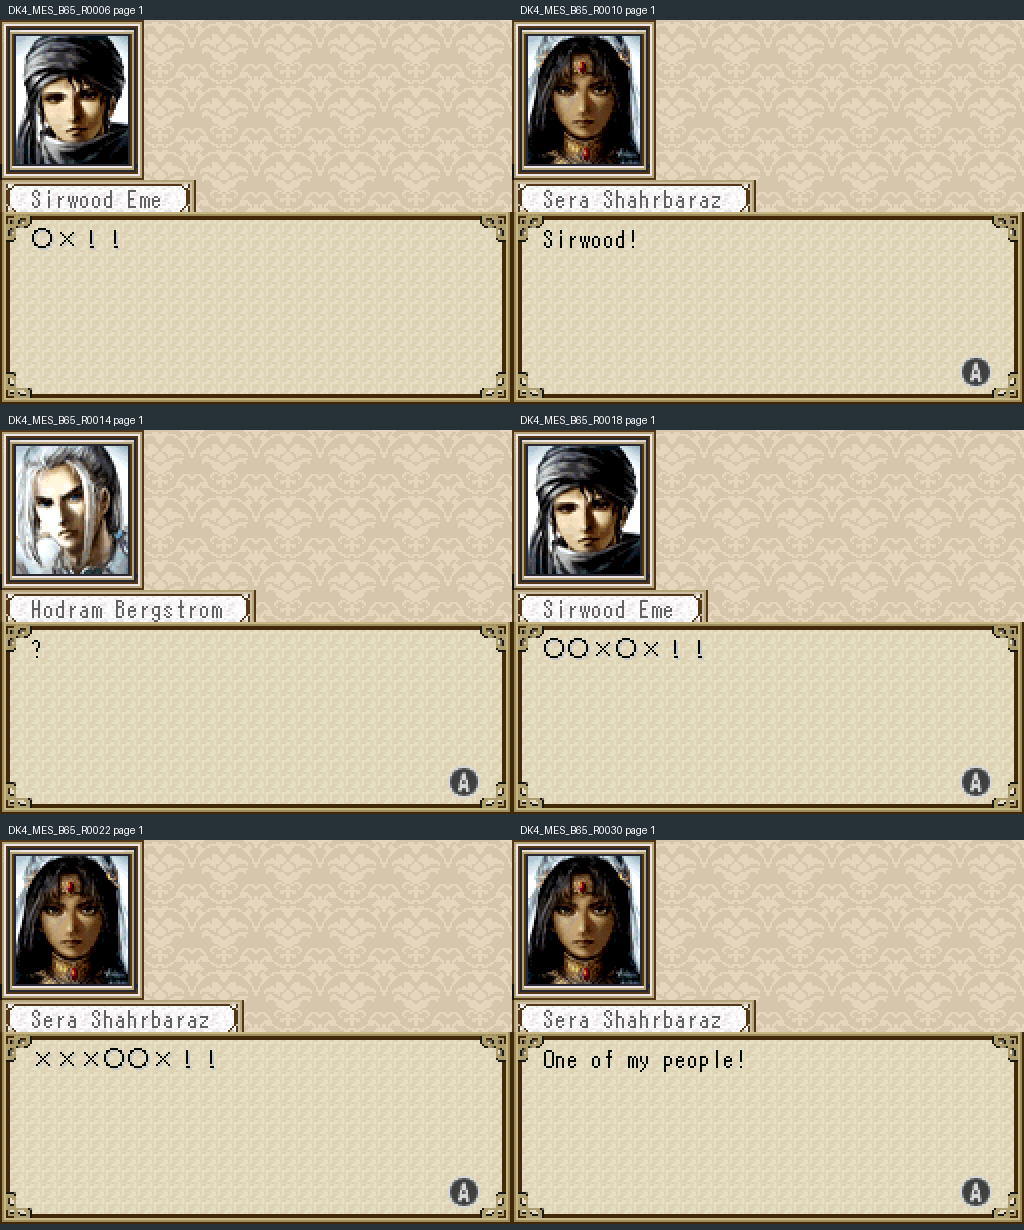 DK4_MES_B65_R0006 page 1
Sirwood Eme
○×！！
DK4_MES_B65_R0010 page 1
Sera Shahrbaraz
Sirwood!
A
DK4_MES_B65_R0014 page 1
Hodram Bergstrom
?
A
DK4_MES_B65_R0018 page 1
Sirwood Eme
○○×○×！！
A
DK4_MES_B65_R0022 page 1
Sera Shahrbaraz
×××○○×！！
A
DK4_MES_B65_R0030 page 1
Sera Shahrbaraz
One of my people!
A